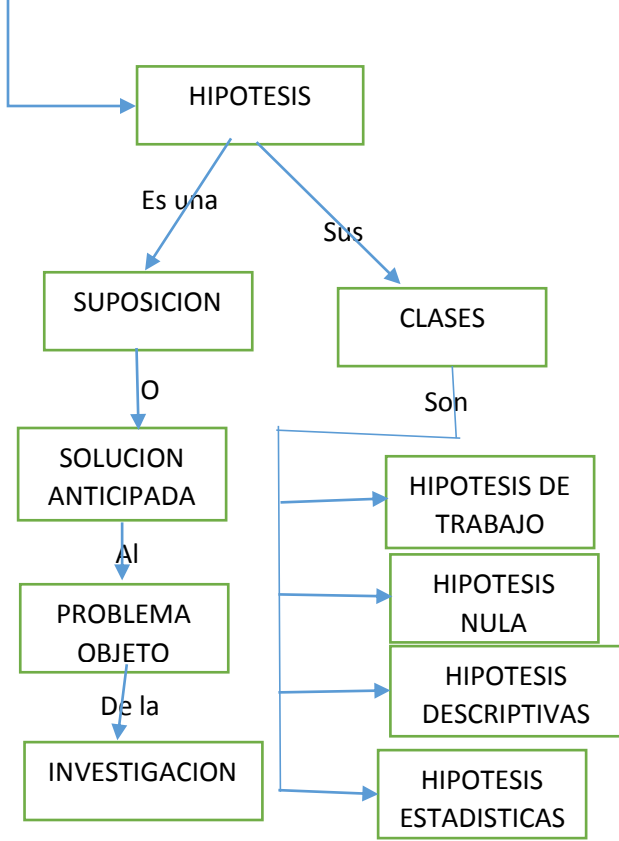 HIPOTESIS
Es una
Sus
SUPOSICION
CLASES
O
Son
SOLUCION
ANTICIPADA
HIPOTESIS DE
TRABAJO
Al
PROBLEMA
OBJETO
HIPOTESIS
NULA
De la
HIPOTESIS
DESCRIPTIVAS
INVESTIGACION
HIPOTESIS
ESTADISTICAS